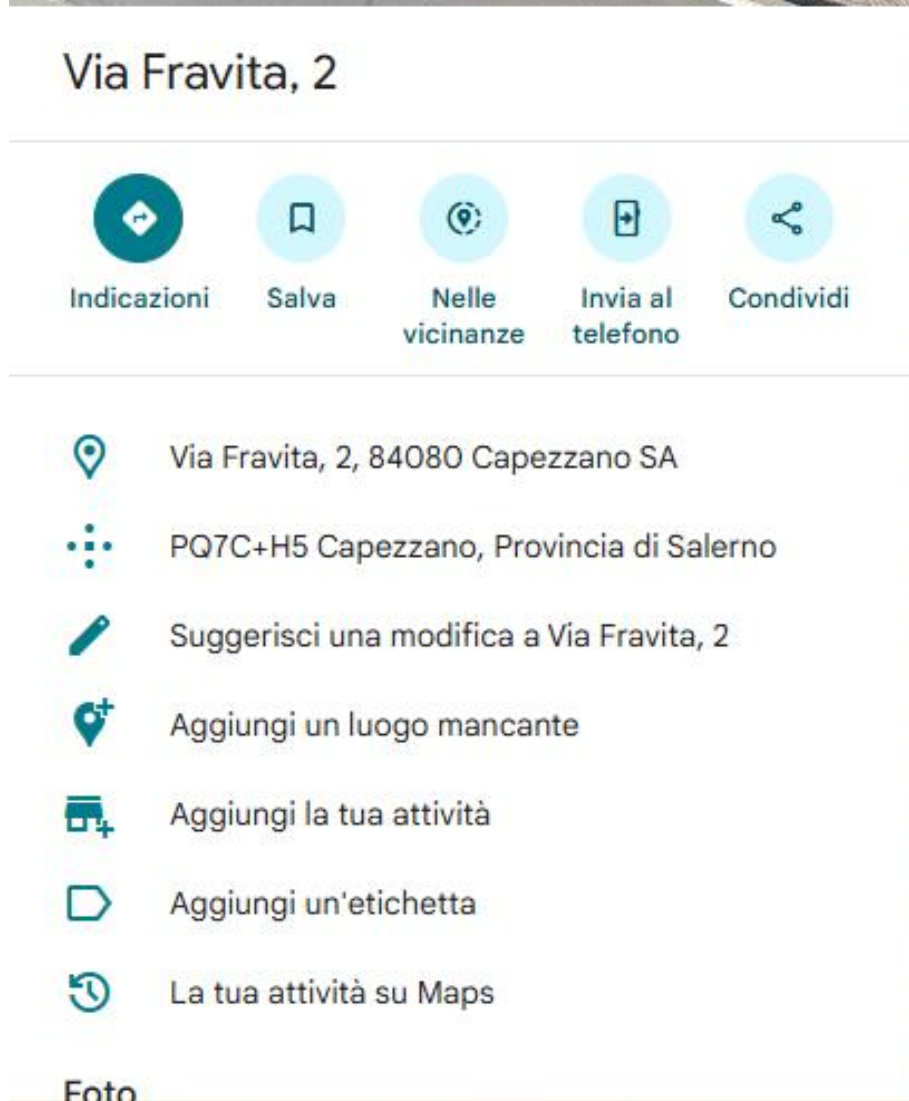 Via Fravita, 2
Indicazioni
Salva
Nelle
vicinanze
Invia al
telefono
Condividi
Via Fravita, 2, 84080 Capezzano SA
PQ7C+H5 Capezzano, Provincia di Salerno
Suggerisci una modifica a Via Fravita, 2
Aggiungi un luogo mancante
Aggiungi la tua attività
Aggiungi un'etichetta
La tua attività su Maps
Foto